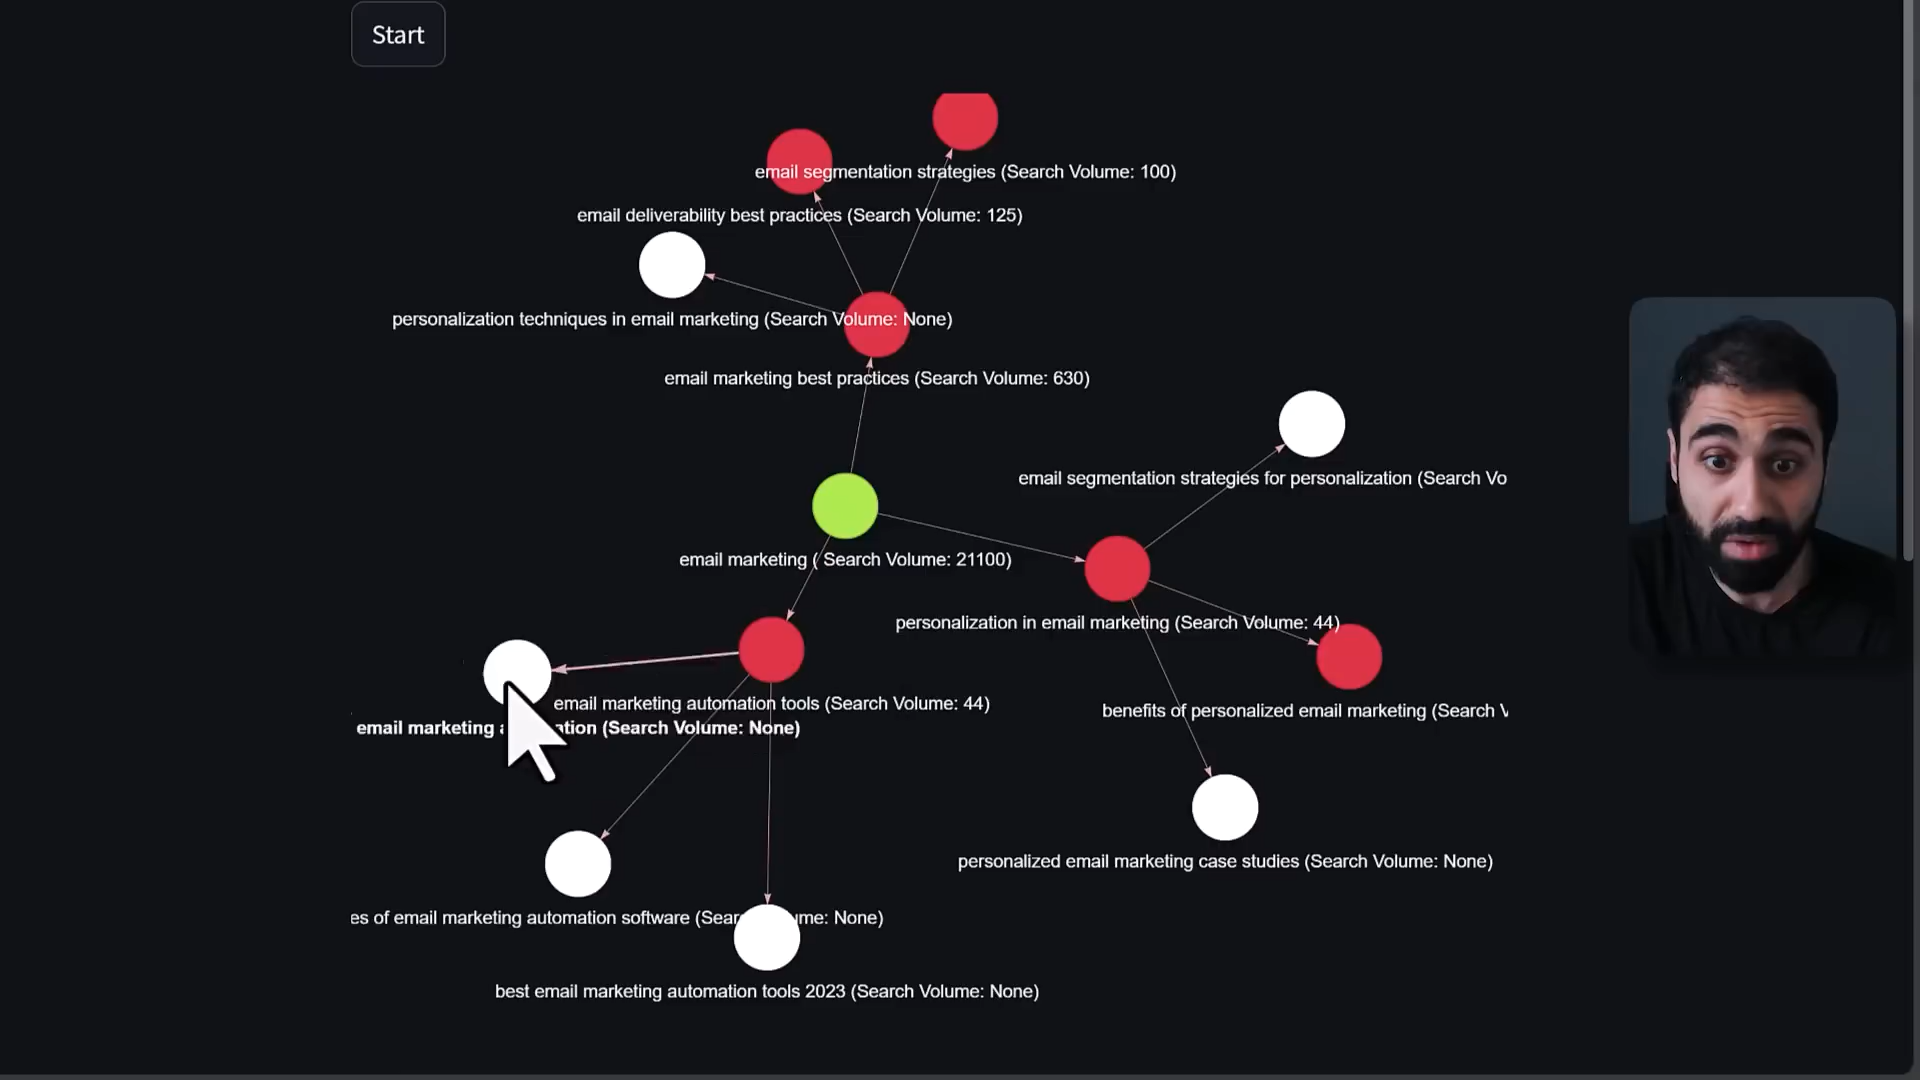 Start
email segmentation strategies (Search Volume: 100)
email deliverability best practices (Search Volume: 125)
personalization techniques in email marketing (Search Volume: None)
email marketing best practices (Search Volume: 630)
email segmentation strategies for personalization (Search Vo
email marketing ( Search Volume: 21100)
personalization in email marketing (Search Volume: 44)
email marketing automation tools (Search Volume: 44)
benefits of personalized email marketing (Search
email marketing (Search Volume: None)
personalized email marketing case studies (Search Volume: None)
es of email marketing automation software None)
best email marketing automation tools 2023 (Search Volume: None)